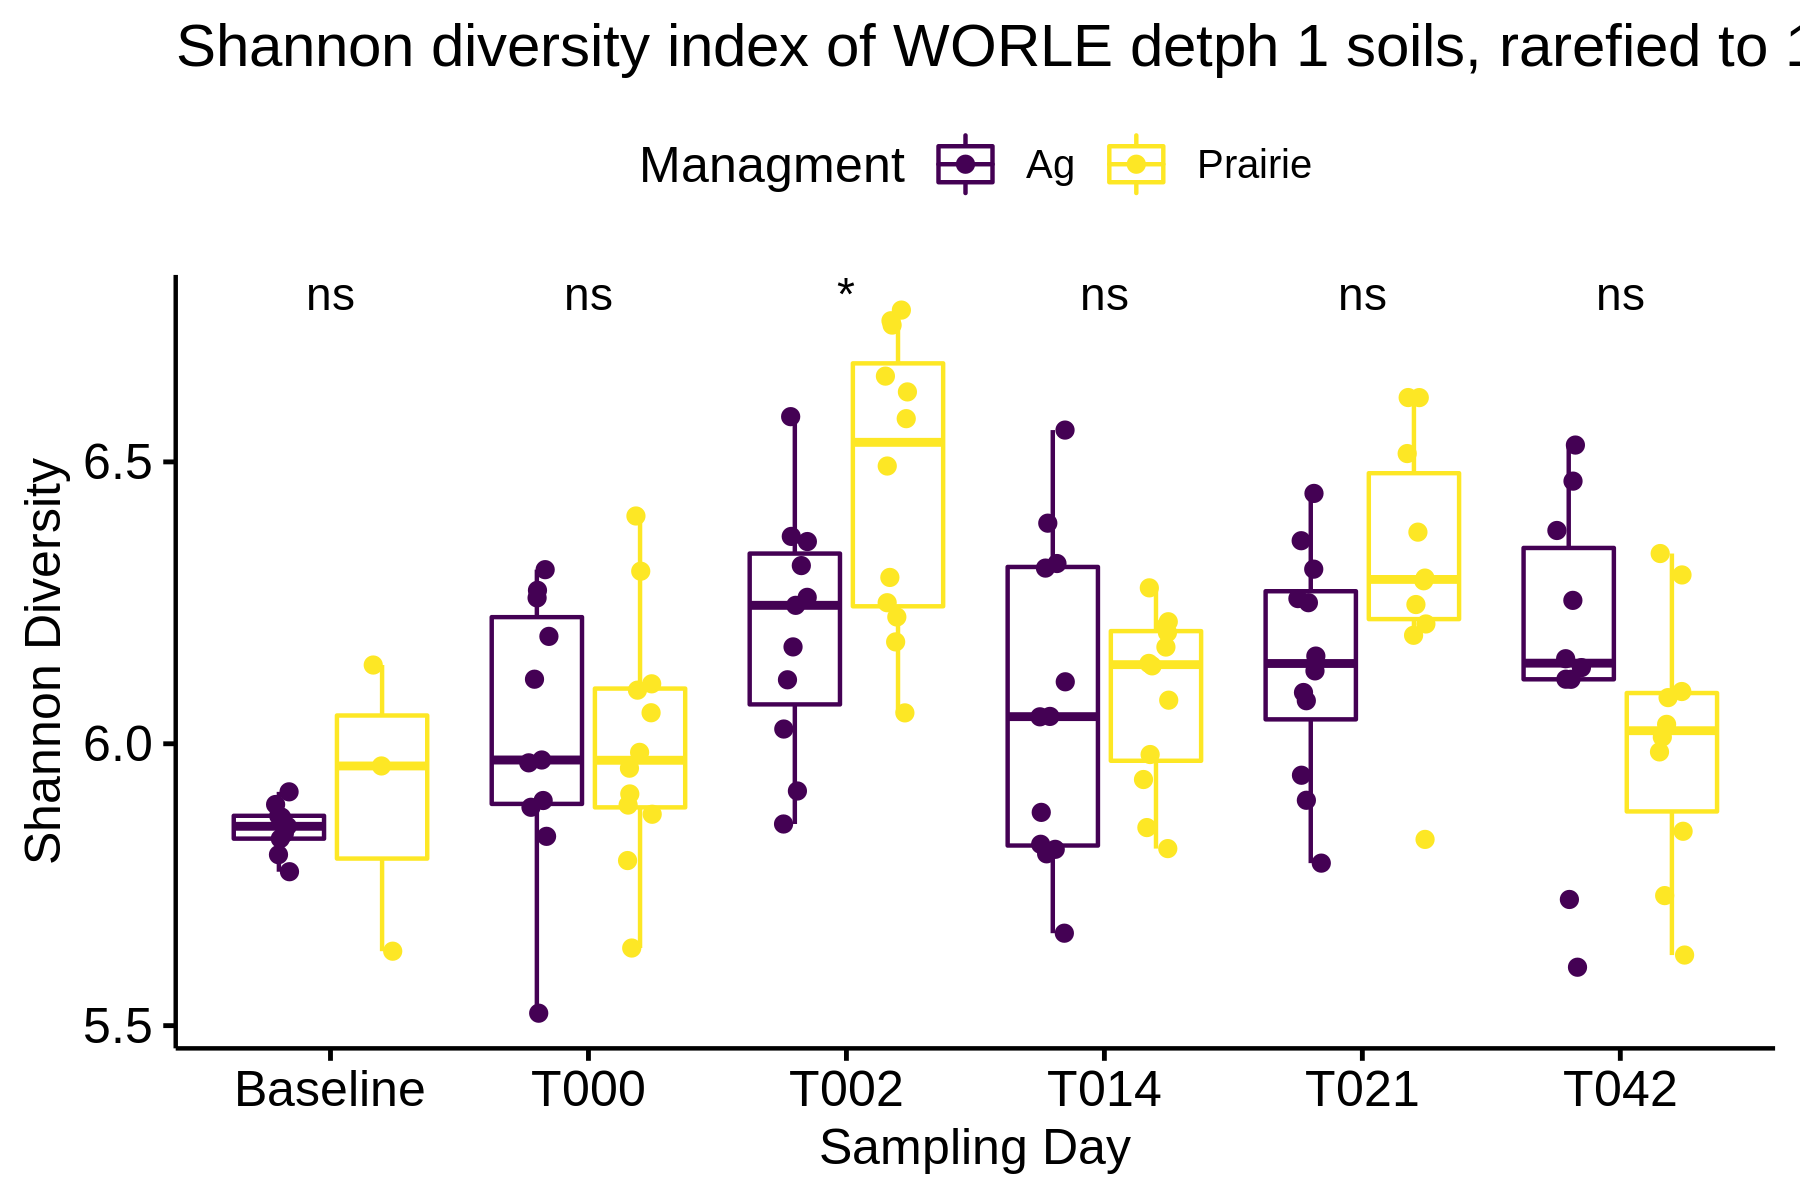 Shannon diversity index of WORLE detph 1 soils, rarefied to
Managment Ag Prairie
ns ns * ns ns ns
Shannon Diversity
6.5
6.0
5.5
Baseline T000 T002 T014 T021 T042
Sampling Day